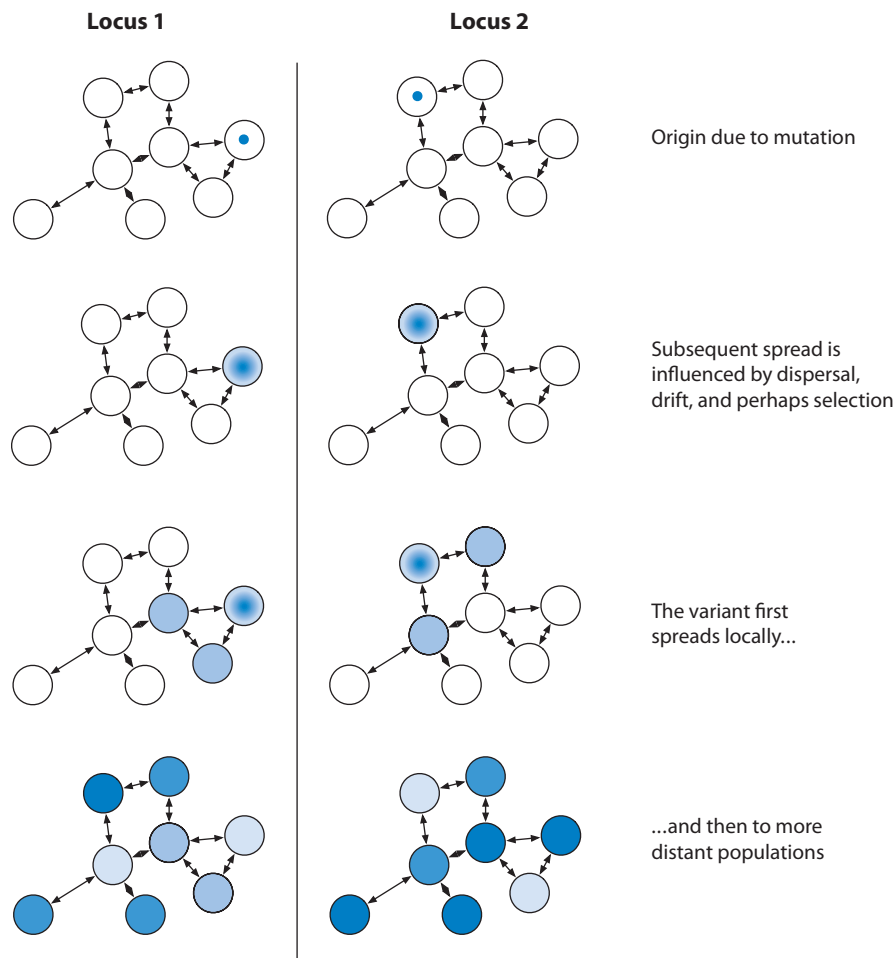 Locus 1
Locus 2
Origin due to mutation
Subsequent spread is
influenced by dispersal,
drift, and perhaps selection
The variant first
spreads locally...
...and then to more
distant populations